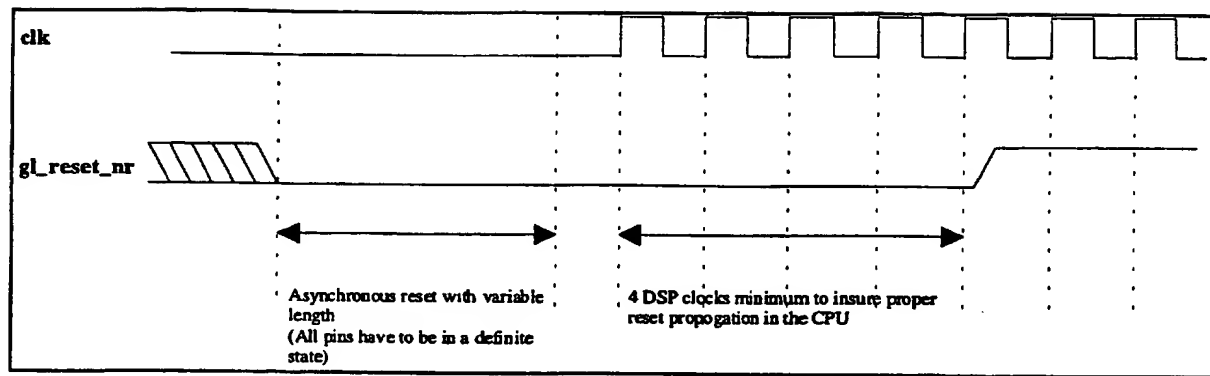 clk
gl_reset_nr
Asynchronous reset with variable
length
(All pins have to be in a definite
state)
4 DSP clocks minimum to insure proper
reset propogation in the CPU